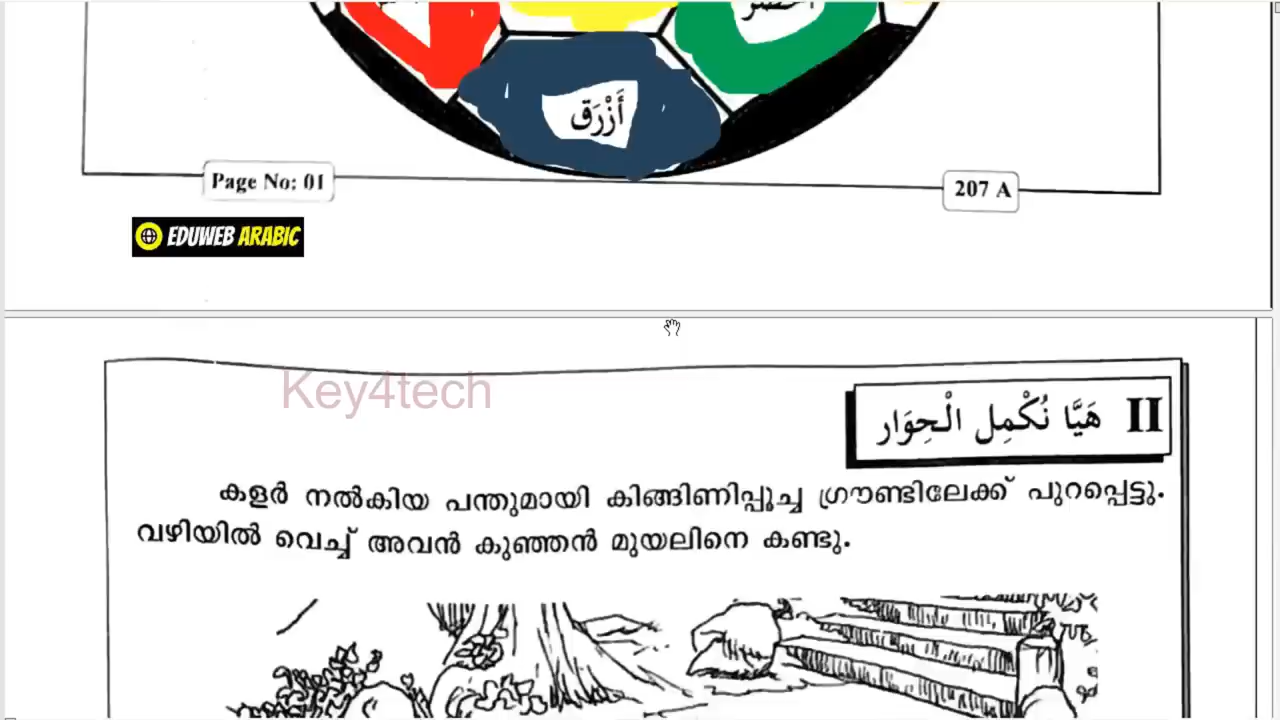 أَزْرَق
Page No: 01
207 A
EDUWEB ARABIC
Key4tech
II هَيَّا نُكْمِل الْحِوَار
കളർ നൽകിയ പന്തുമായി കിങ്ങിണിപ്പൂച്ച ഗ്രൗണ്ടിലേക്ക് പുറപ്പെട്ടു.
വഴിയിൽ വെച്ച് അവൻ കുഞ്ഞൻ മുയലിനെ കണ്ടു.